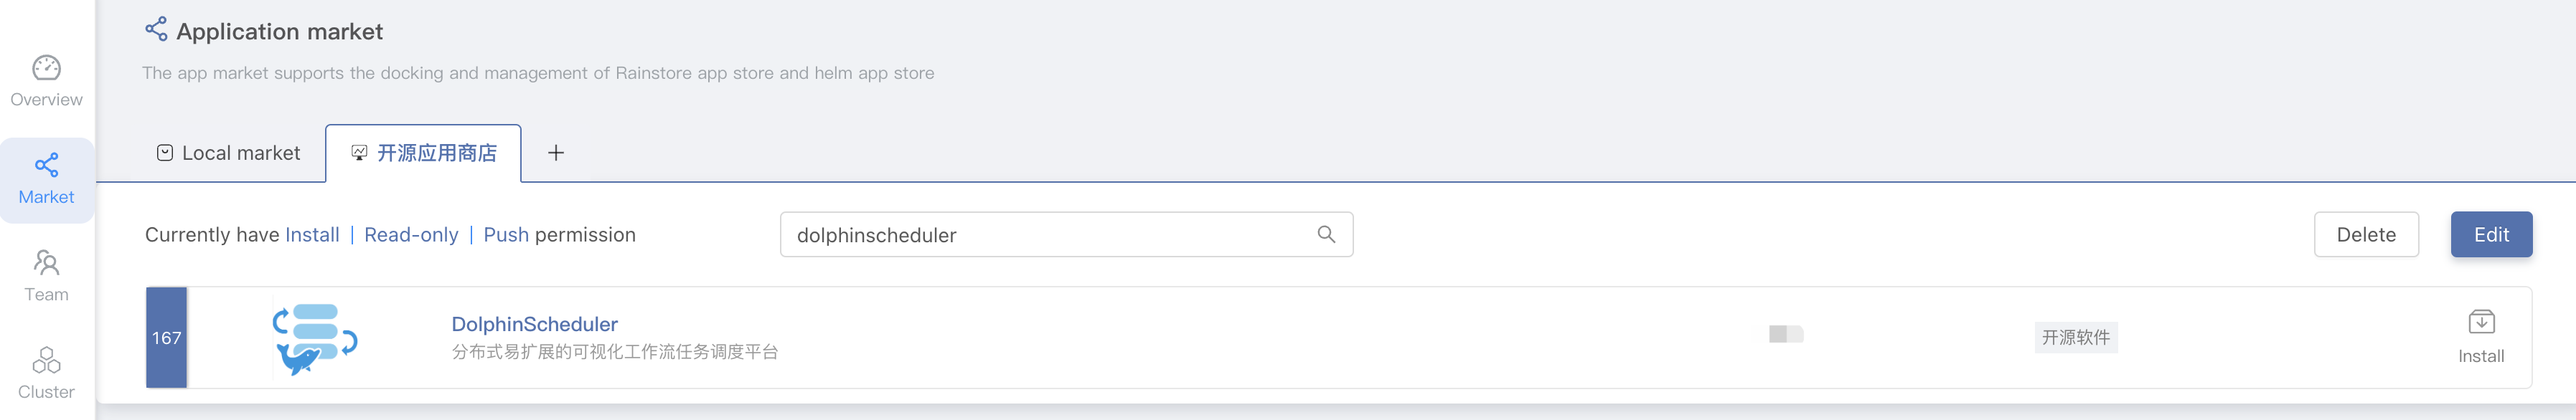 Application market
The app market supports the docking and management of Rainstore app store and helm app store
Overview
Market
Team
Cluster
Local market
开源应用商店
Currently have Install | Read-only | Push permission
dolphinscheduler
Delete
Edit
167
DolphinScheduler
分布式易扩展的可视化工作流任务调度平台
开源软件
Install